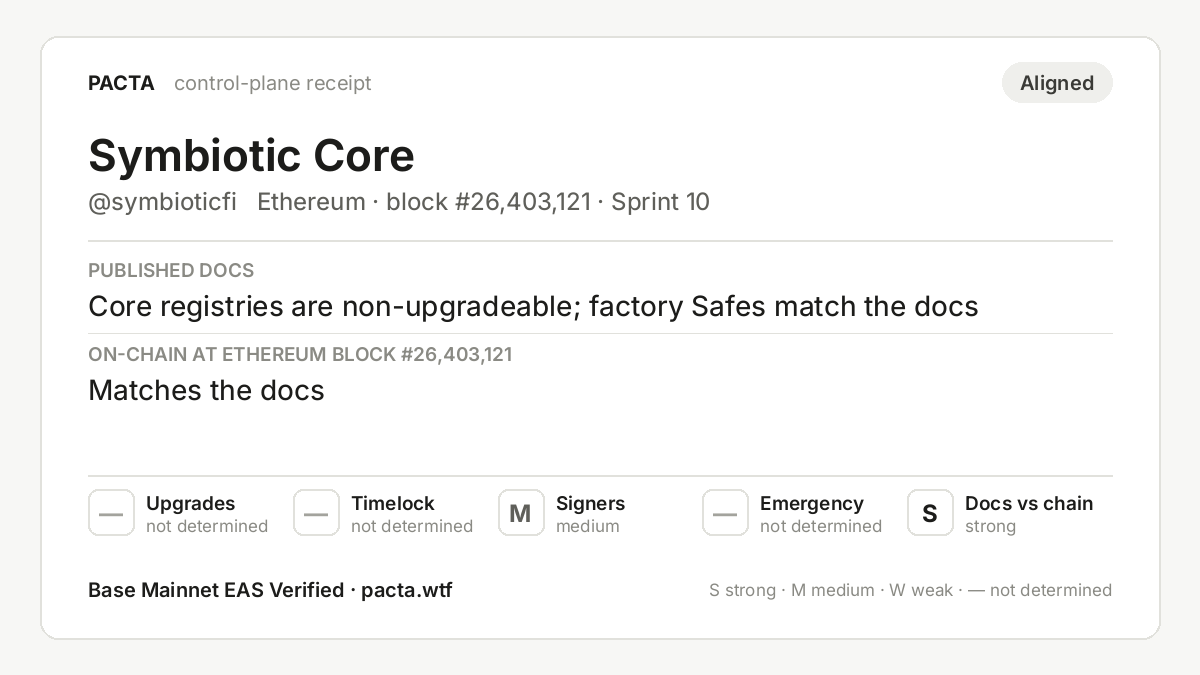 PACTA control-plane receipt Aligned
Symbiotic Core
@symbioticfi Ethereum · block #26,403,121 · Sprint 10
PUBLISHED DOCS
Core registries are non-upgradeable; factory Safes match the docs
ON-CHAIN AT ETHEREUM BLOCK #26,403,121
Matches the docs
— Upgrades not determined
— Timelock not determined
M Signers medium
— Emergency not determined
S Docs vs chain strong
Base Mainnet EAS Verified · pacta.wtf
S strong · M medium · W weak · — not determined